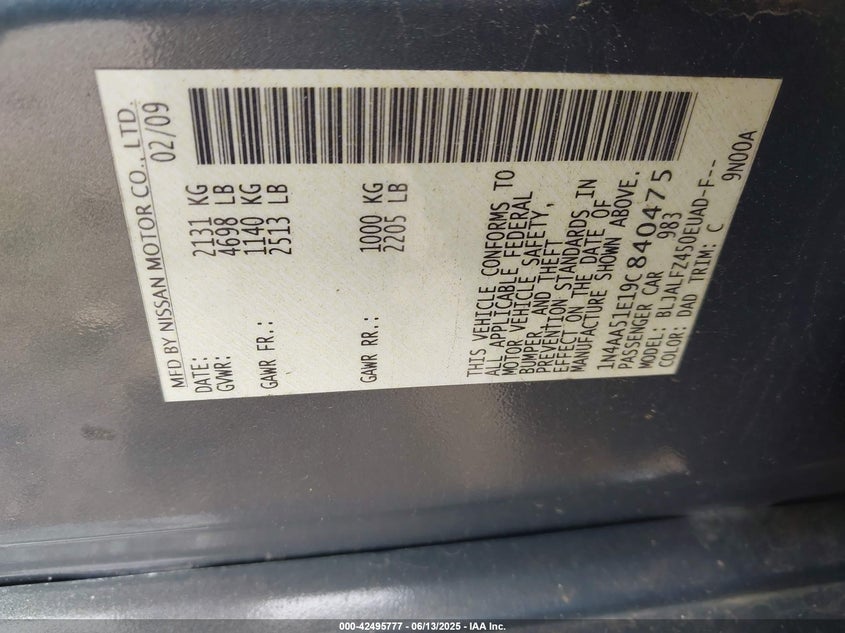 MFD BY NISSAN MOTOR CO., LTD.
DATE: 02/09
GVWR: 2131 KG
4698 LB
GAWR FR.: 1140 KG
2513 LB
GAWR RR.: 1000 KG
2205 LB
THIS VEHICLE CONFORMS TO
ALL APPLICABLE FEDERAL
MOTOR VEHICLE SAFETY,
BUMPER, AND THEFT
PREVENTION STANDARDS IN
EFFECT ON THE DATE OF
MANUFACTURE SHOWN ABOVE.
1N4AA51E19C840475
PASSENGER CAR 983
MODEL: BLJALFZ450EUAD-F--
COLOR: DAD TRIM: C
9N00A
000-42495777 - 06/13/2025 - IAA Inc.